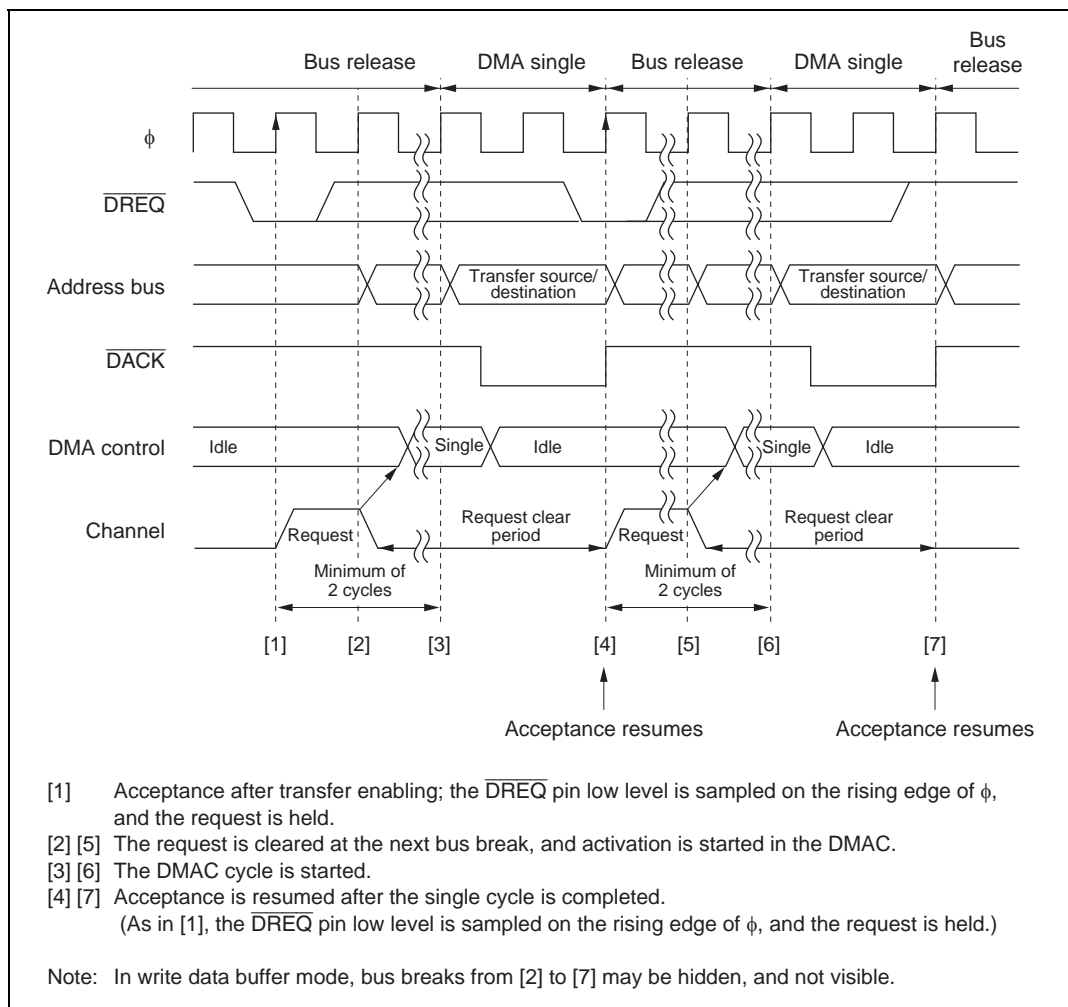 Bus release
DMA single
Bus release
DMA single
Bus
release
ϕ
DREQ
Address bus
Transfer source/
destination
Transfer source/
destination
DACK
DMA control
Idle
Single
Idle
Single
Idle
Channel
Request
Request clear
period
Request
Request clear
period
Minimum of
2 cycles
Minimum of
2 cycles
[1]
[2]
[3]
[4]
[5]
[6]
[7]
Acceptance resumes
Acceptance resumes
[1] Acceptance after transfer enabling; the DREQ pin low level is sampled on the rising edge of ϕ,
and the request is held.
[2] [5] The request is cleared at the next bus break, and activation is started in the DMAC.
[3] [6] The DMAC cycle is started.
[4] [7] Acceptance is resumed after the single cycle is completed.
(As in [1], the DREQ pin low level is sampled on the rising edge of ϕ, and the request is held.)
Note: In write data buffer mode, bus breaks from [2] to [7] may be hidden, and not visible.